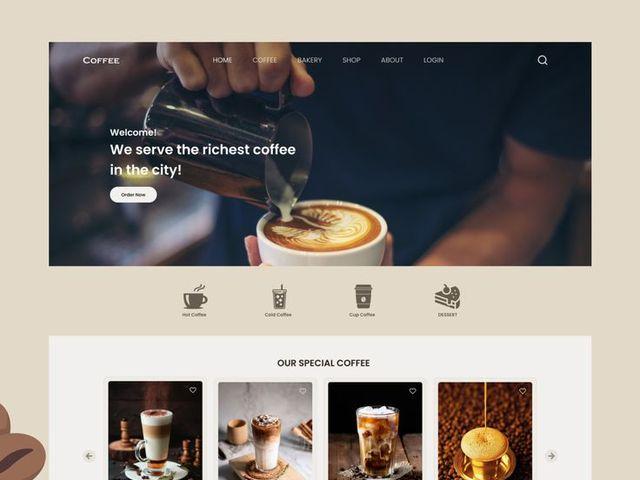 COFFEE
HOME COFFEE BAKERY SHOP ABOUT LOGIN
Welcome!
We serve the richest coffee
in the city!
Order Now
Hot Coffee Cold Coffee Cup Coffee DESSERT
OUR SPECIAL COFFEE